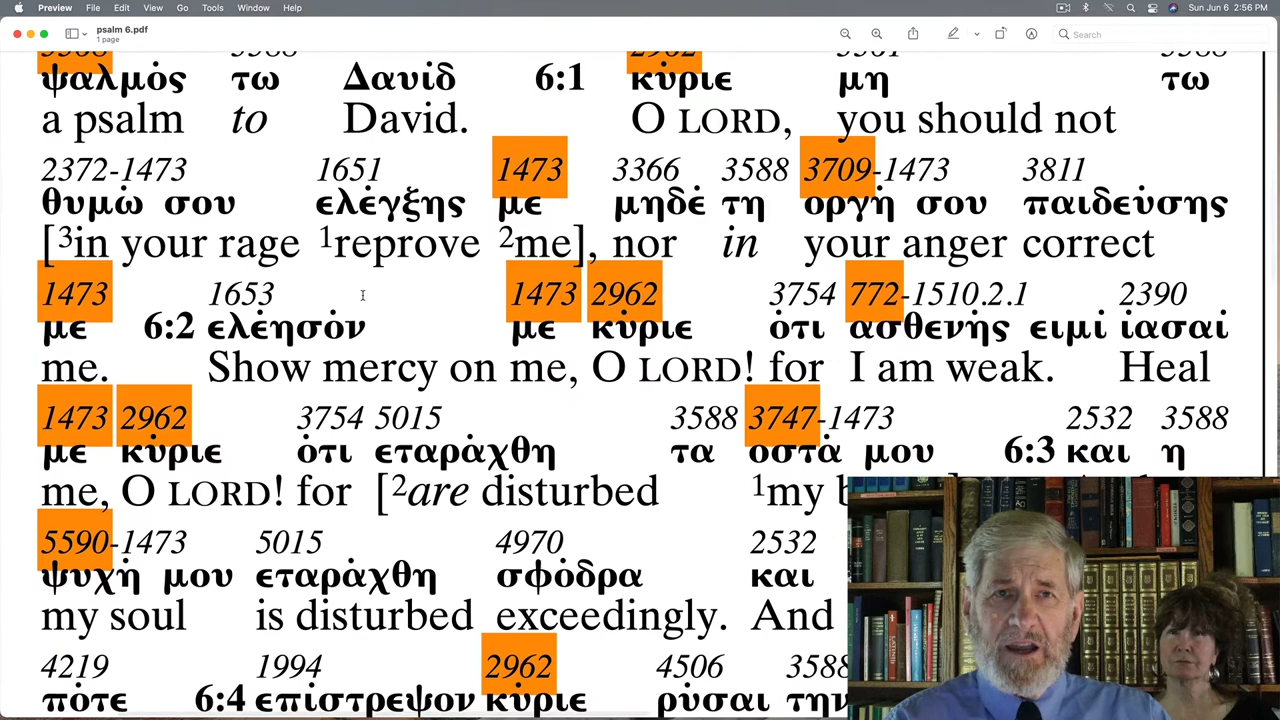 Preview File Edit View Go Tools Window Help Sun Jun 6 2:56 PM
psalm 6.pdf
1 page
Search
3588 2962 3588
ψαλμὸς τω Δαυίδ 6:1 κύριε μη τω
a psalm to David. O LORD, you should not
2372-1473 1651 1473 3366 3588 3709-1473 3811
θυμώ σου ελέγξης με μηδέ τη οργή σου παιδεύσης
[3in your rage 1reprove 2me], nor in your anger correct
1473 1653 1473 2962 3754 772-1510.2.1 2390
με 6:2 ελέησόν με κύριε ότι ασθενής ειμί ίασαί
me. Show mercy on me, O LORD! for I am weak. Heal
1473 2962 3754 5015 3588 3747-1473 2532 3588
με κύριε ότι εταράχθη τα οστά μου 6:3 και η
me, O LORD! for [2are disturbed 1my
5590-1473 5015 4970 2532
ψυχή μου εταράχθη σφόδρα και
my soul is disturbed exceedingly. And
4219 1994 2962 4506 3588
πότε 6:4 επίστρεψον κύριε ρύσαι την